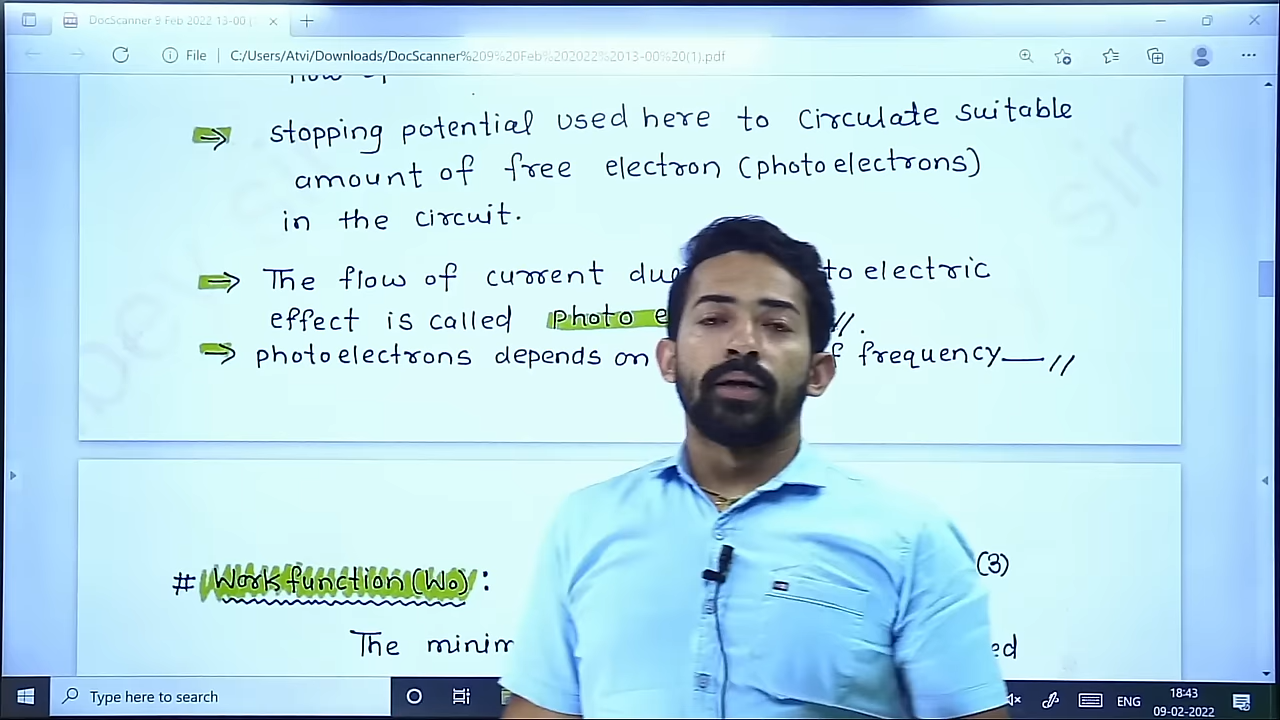 DocScanner 9 Feb 2022 13-00 (
File C:/Users/Atvi/Downloads/DocScanner%209%20Feb%202022%2013-00%20(1).pdf
⇒ stopping potential used here to circulate suitable
amount of free electron (photoelectrons)
in the circuit.
⇒ The flow of current due to electric
effect is called photo e //.
⇒ photoelectrons depends on f frequency—//
# Work function (Wo) :
(3)
The minim ed
Type here to search
ENG
18:43
09-02-2022